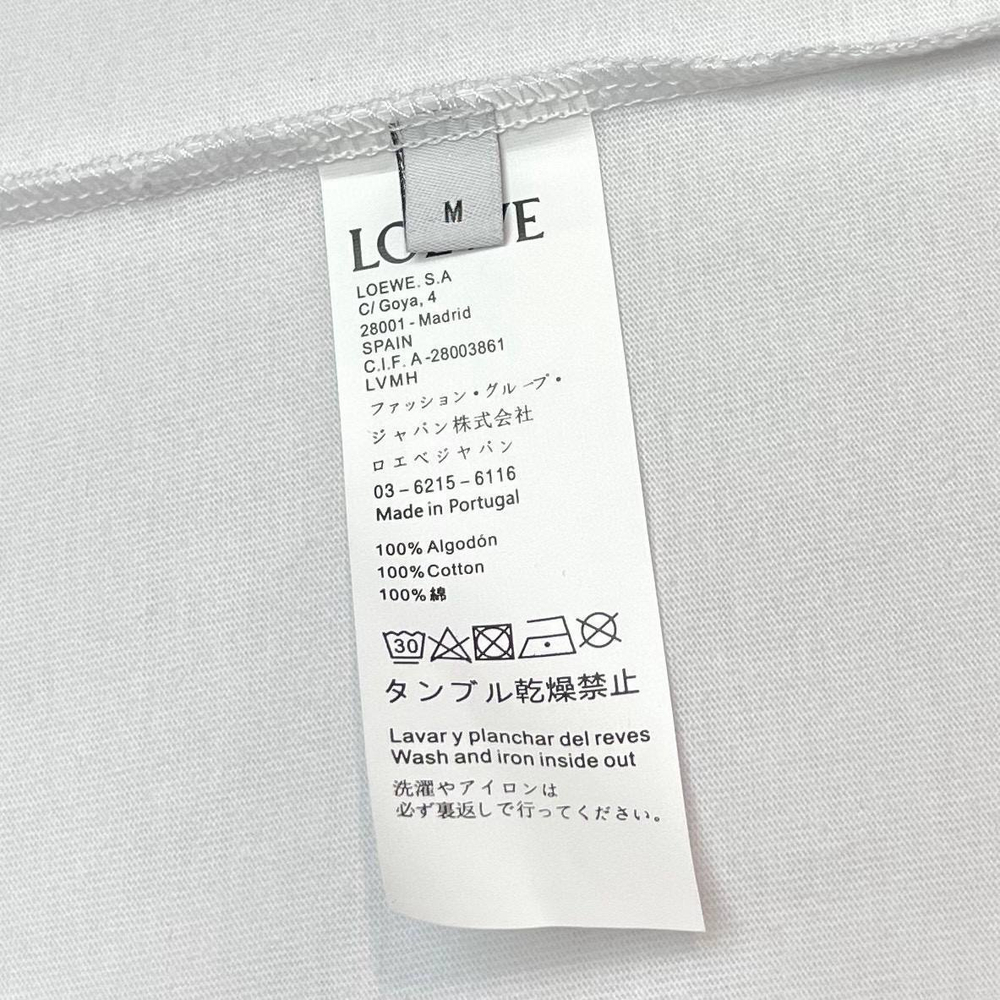 M
LOEWE
LOEWE. S.A
C/ Goya, 4
28001 - Madrid
SPAIN
C.I.F. A -28003861
LVMH
ファッション・グループ・
ジャパン株式会社
ロエベジャパン
03 – 6215 – 6116
Made in Portugal
100% Algodón
100% Cotton
100% 綿
30
タンブル乾燥禁止
Lavar y planchar del reves
Wash and iron inside out
洗濯やアイロンは
必ず裏返しで行ってください。